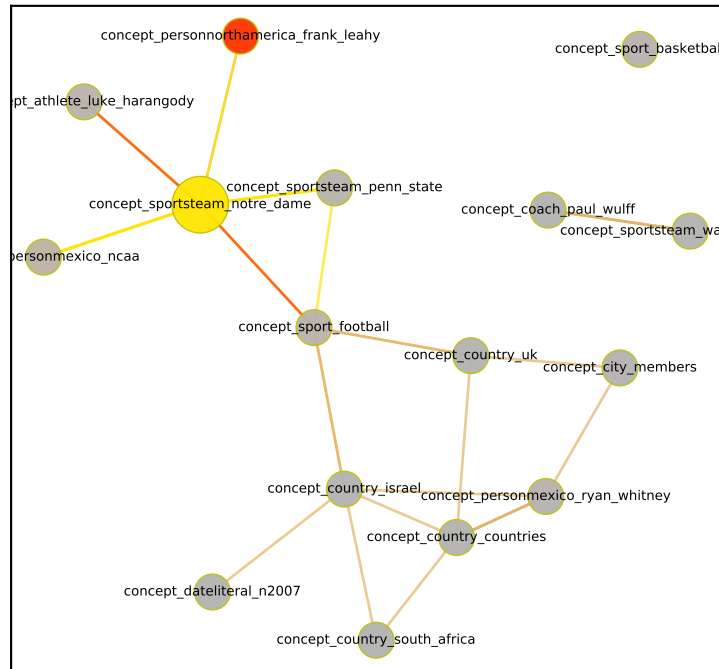 concept_personnorthamerica_frank_leahy
concept_sport_basketbal
ept_athlete_luke_harangody
concept_sportsteam_penn_state
concept_sportsteam_notre_dame
concept_coach_paul_wulff
concept_sportsteam_wa
personmexico_ncaa
concept_sport_football
concept_country_uk
concept_city_members
concept_country_israel
concept_personmexico_ryan_whitney
concept_country_countries
concept_dateliteral_n2007
concept_country_south_africa